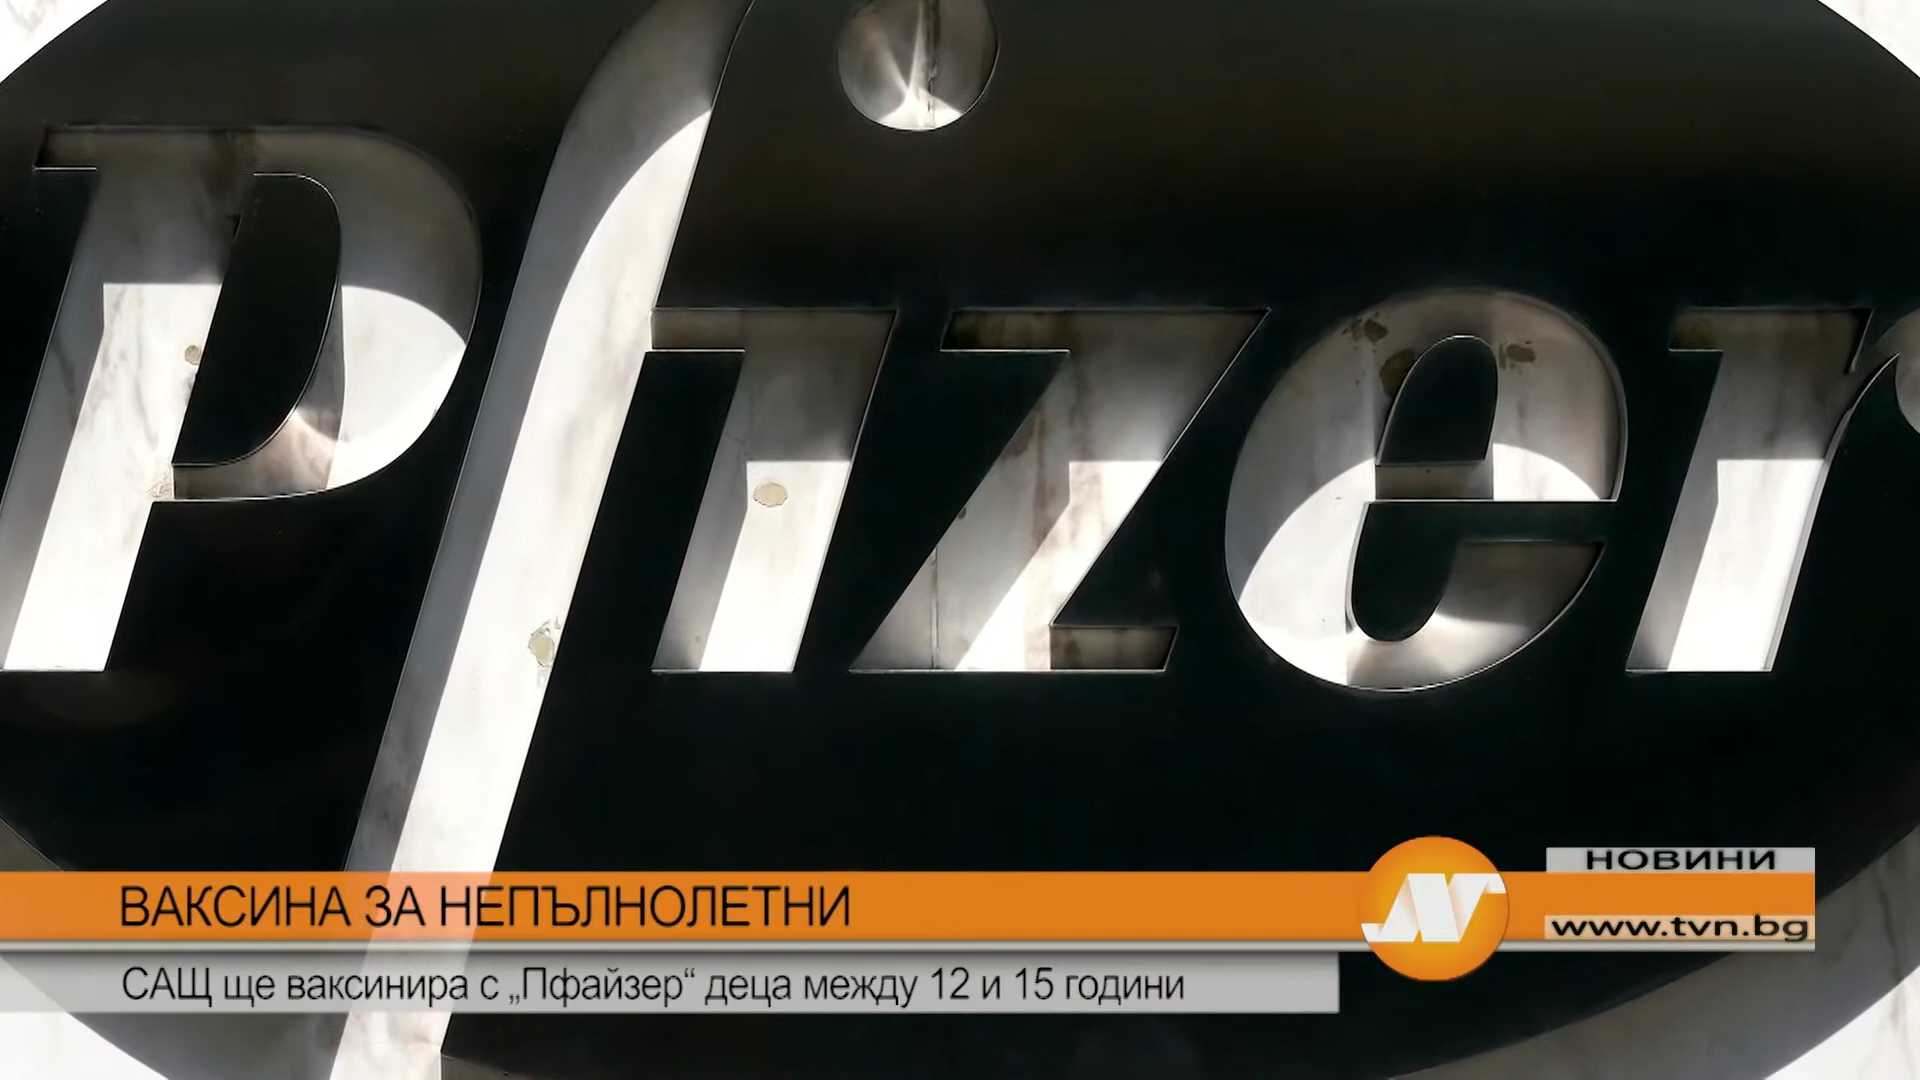 Pfizer
НОВИНИ
ВАКСИНА ЗА НЕПЪЛНОЛЕТНИ
www.tvn.bg
САЩ ще ваксинира с „Пфайзер“ деца между 12 и 15 години